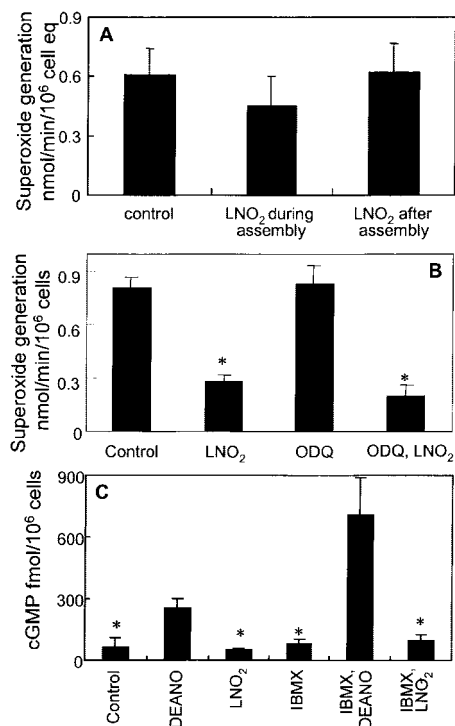 A
Superoxide generation
nmol/min/10⁶ cell eq
0.9
0.6
0.3
0
control
LNO₂ during
assembly
LNO₂ after
assembly
B
Superoxide generation
nmol/min/10⁶ cells
0.9
0.6
0.3
0
*
*
Control
LNO₂
ODQ
ODQ, LNO₂
C
cGMP fmol/10⁶ cells
900
600
300
0
*
*
*
*
Control
DEANO
LNO₂
IBMX
IBMX,
DEANO
IBMX,
LNO₂